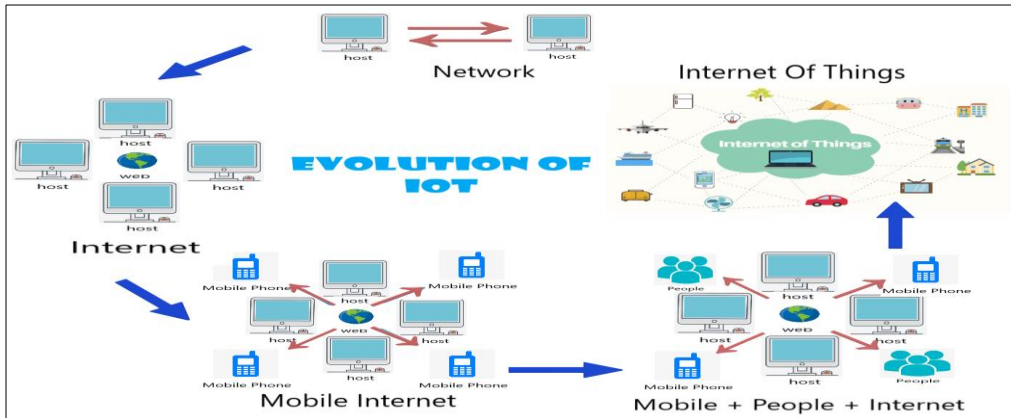 host
host
Network
Internet Of Things
host
host
web
host
host
Internet
EVOLUTION OF
IOT
Internet of Things
Mobile Phone
host
Mobile Phone
host
web
host
Mobile Phone
host
Mobile Phone
Mobile Internet
People
host
Mobile Phone
host
web
host
Mobile Phone
host
People
Mobile + People + Internet